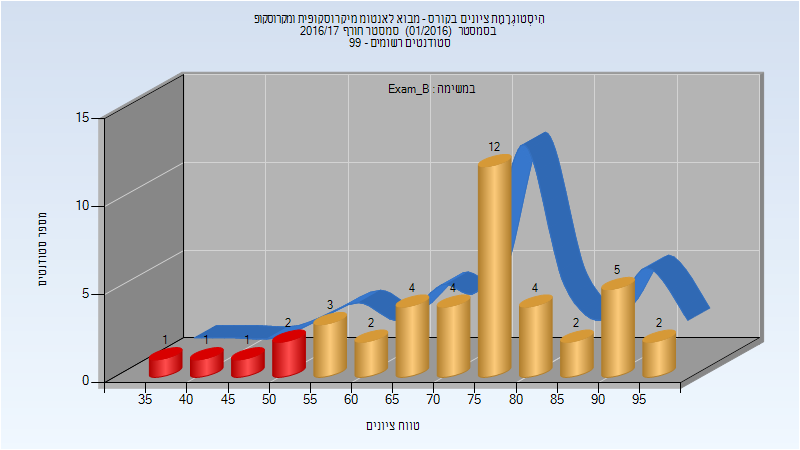 היסטוגרמת ציונים בקורס - מבוא לאנטומ מיקרוסקופית ומקרוסקופ
בסמסטר (01/2016) סמסטר חורף 2016/17
סטודנטים רשומים - 99
במשימה : Exam_B
15
10
5
0
מספר סטודנטים
1 1 1 2 3 2 4 4 12 4 2 5 2
35 40 45 50 55 60 65 70 75 80 85 90 95
טווח ציונים